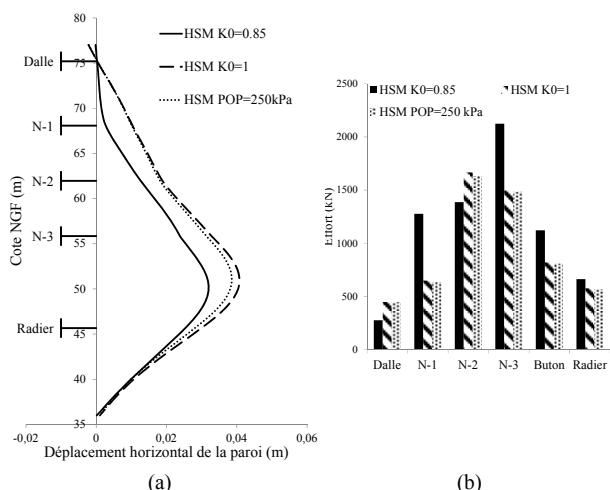 (a)
80
75
70
65
60
55
50
45
40
35
Cote NGF (m)
Dalle
N-1
N-2
N-3
Radier
HSM K0=0.85
HSM K0=1
HSM POP=250kPa
-0,02
0
0,02
0,04
0,06
Déplacement horizontal de la paroi (m)
(a)
HSM K0=0.85
HSM K0=1
HSM POP=250 kPa
2500
2000
1500
1000
500
0
Effort (kN)
Dalle
N-1
N-2
N-3
Buton
Radier
(b)